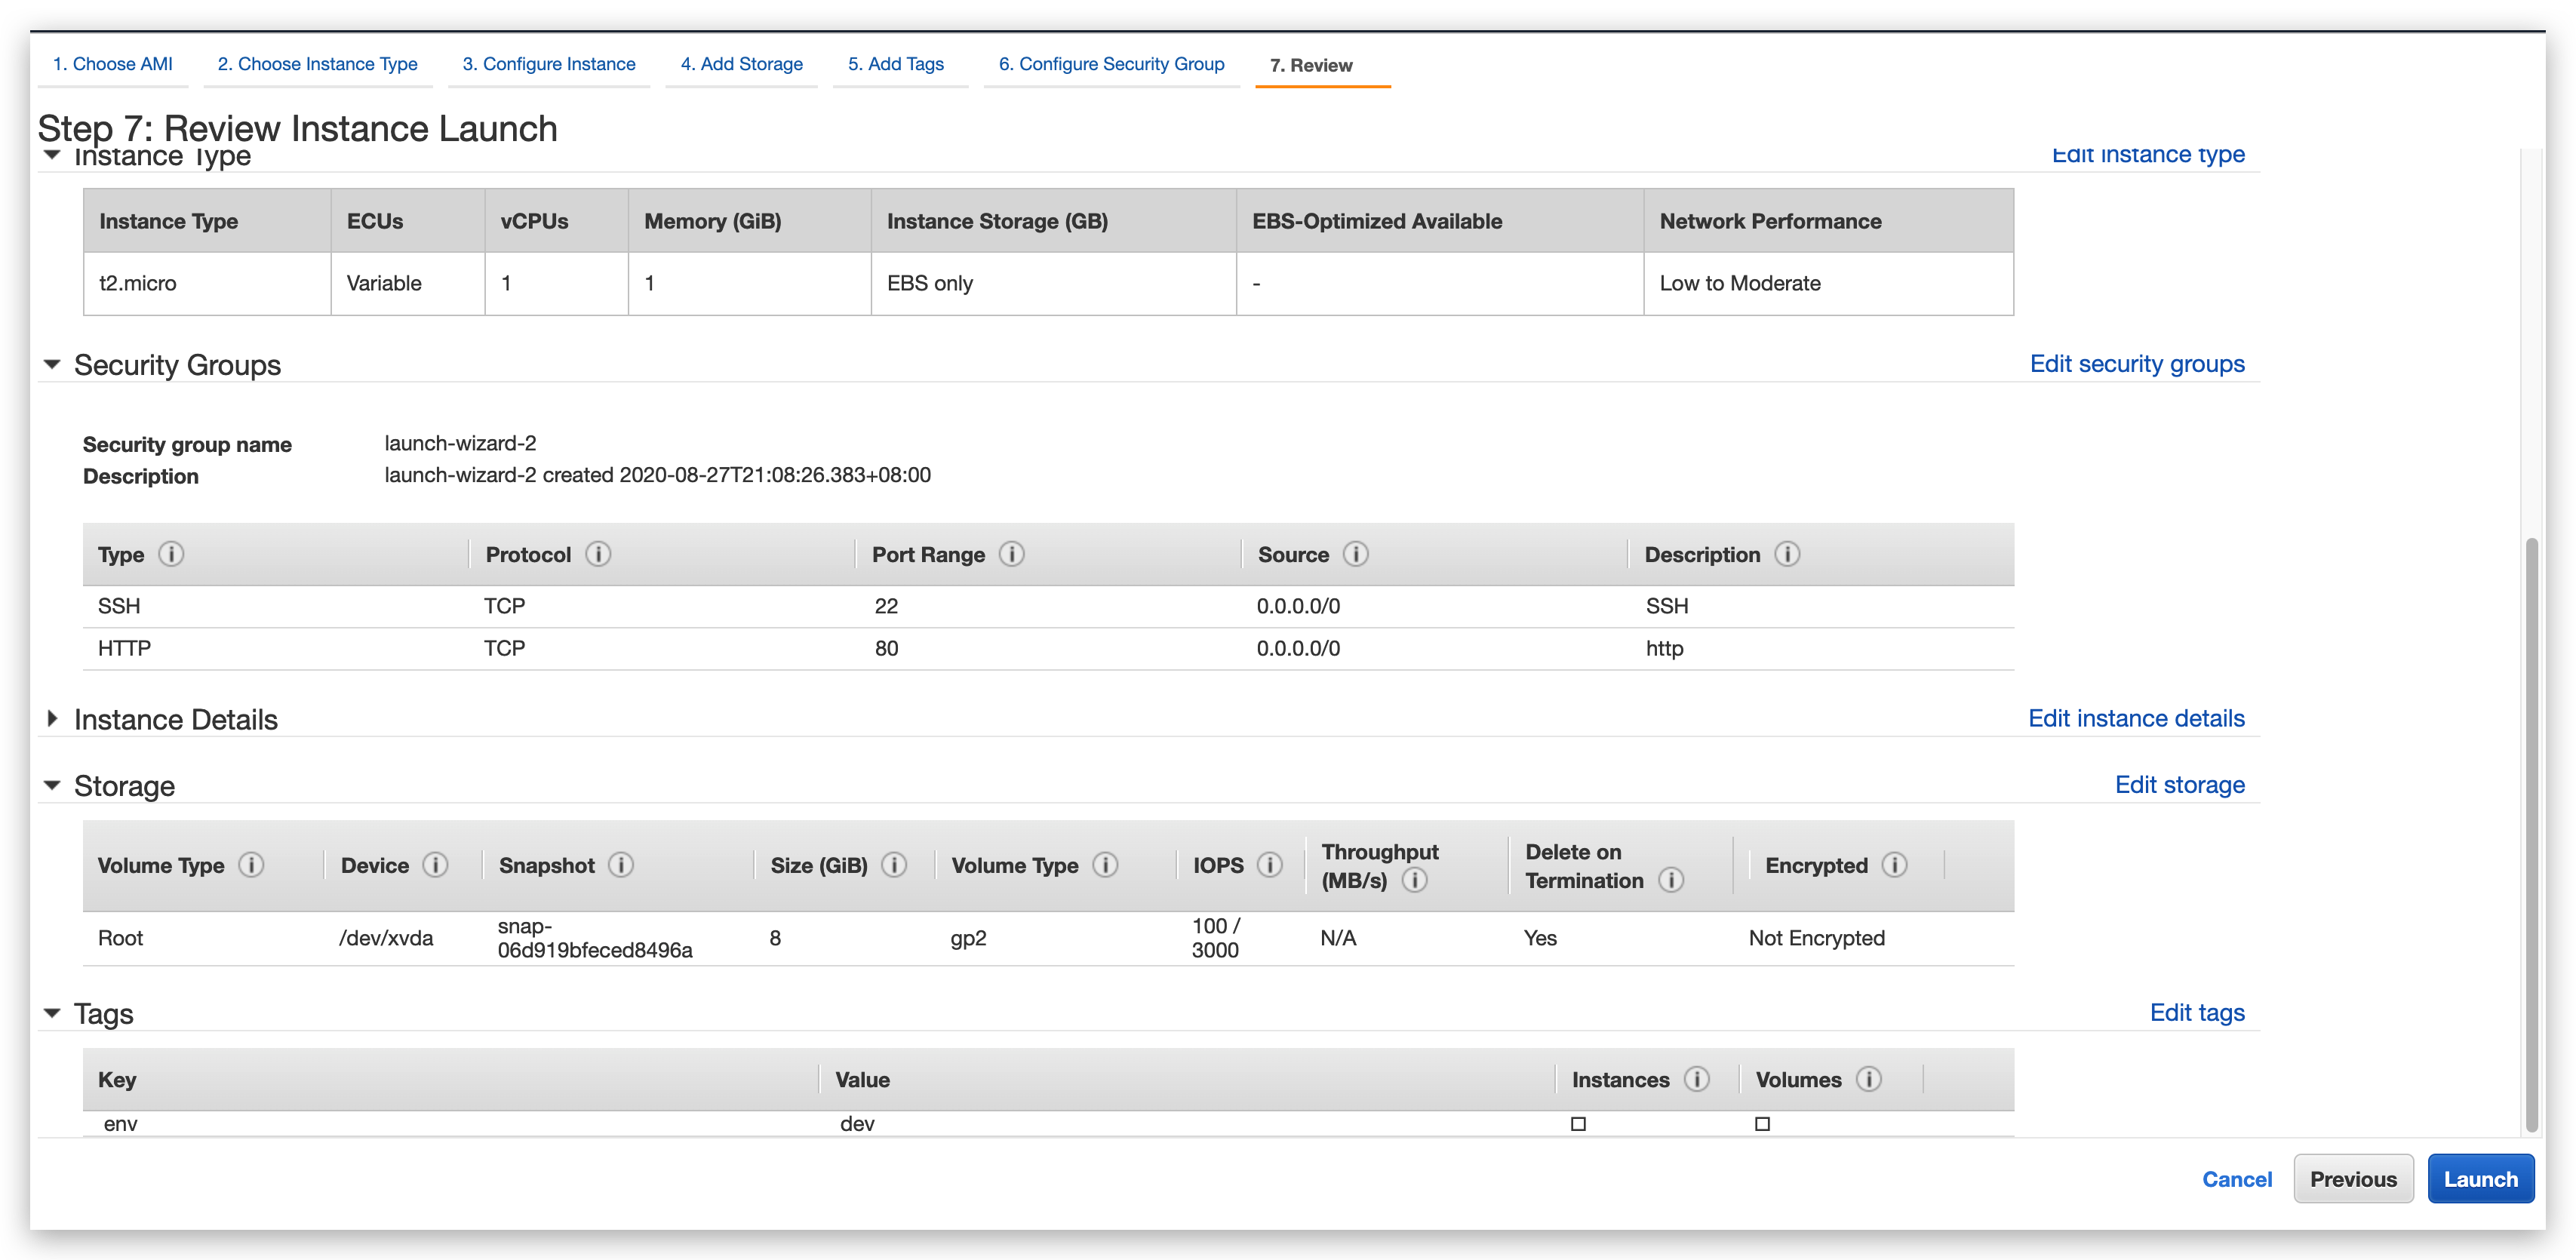 1. Choose AMI 2. Choose Instance Type 3. Configure Instance 4. Add Storage 5. Add Tags 6. Configure Security Group 7. Review
Step 7: Review Instance Launch
Instance Type Edit instance type
Instance Type ECUs vCPUs Memory (GiB) Instance Storage (GB) EBS-Optimized Available Network Performance
t2.micro Variable 1 1 EBS only - Low to Moderate
Security Groups Edit security groups
Security group name launch-wizard-2
Description launch-wizard-2 created 2020-08-27T21:08:26.383+08:00
Type Protocol Port Range Source Description
SSH TCP 22 0.0.0.0/0 SSH
HTTP TCP 80 0.0.0.0/0 http
Instance Details Edit instance details
Storage Edit storage
Volume Type Device Snapshot Size (GiB) Volume Type IOPS Throughput (MB/s) Delete on Termination Encrypted
Root /dev/xvda snap-06d919bfeced8496a 8 gp2 100 / 3000 N/A Yes Not Encrypted
Tags Edit tags
Key Value Instances Volumes
env dev
Cancel Previous Launch